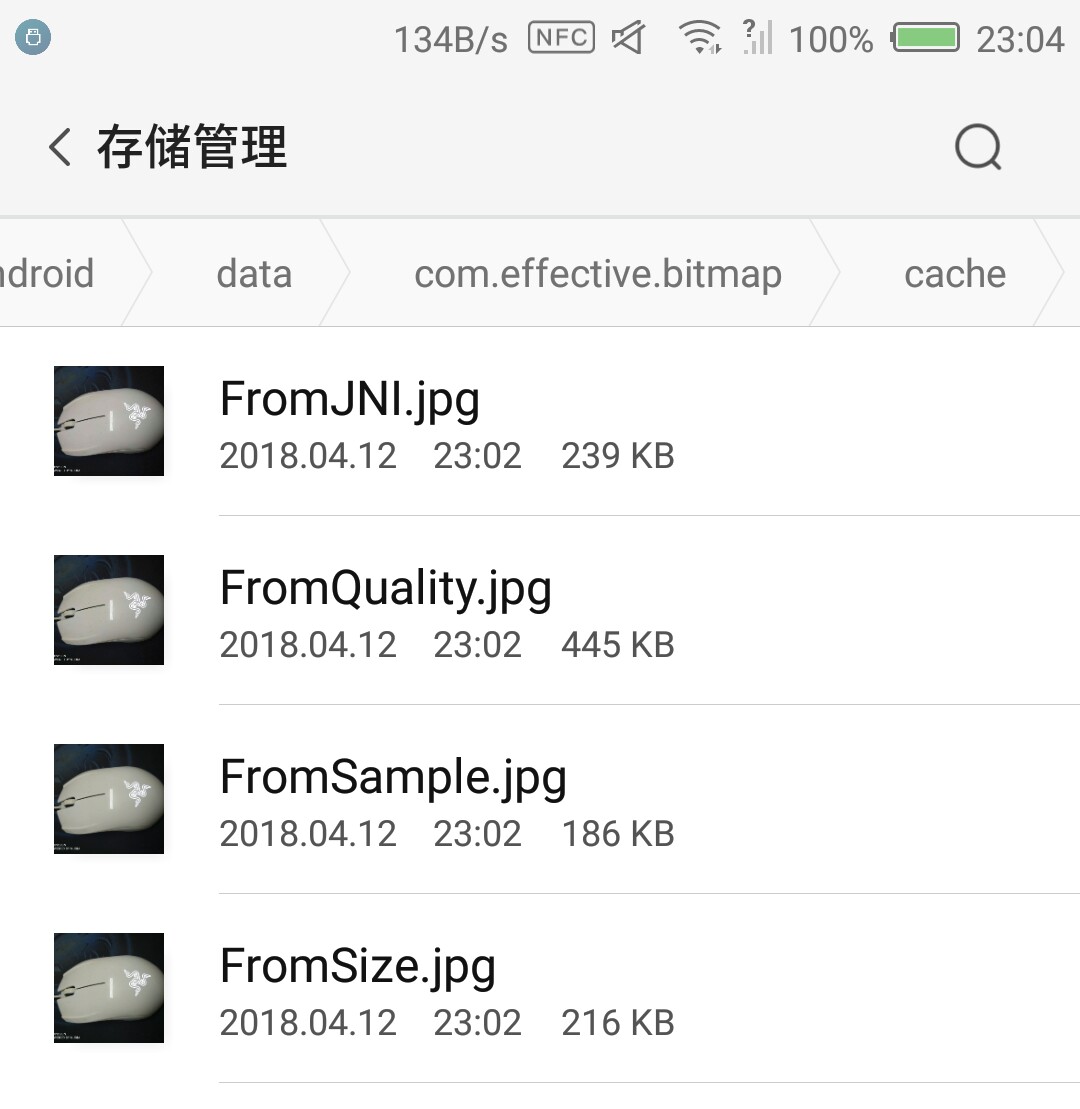 134B/s NFC ? 100% 23:04
存储管理
ndroid data com.effective.bitmap cache
FromJNI.jpg
2018.04.12 23:02 239 KB
FromQuality.jpg
2018.04.12 23:02 445 KB
FromSample.jpg
2018.04.12 23:02 186 KB
FromSize.jpg
2018.04.12 23:02 216 KB